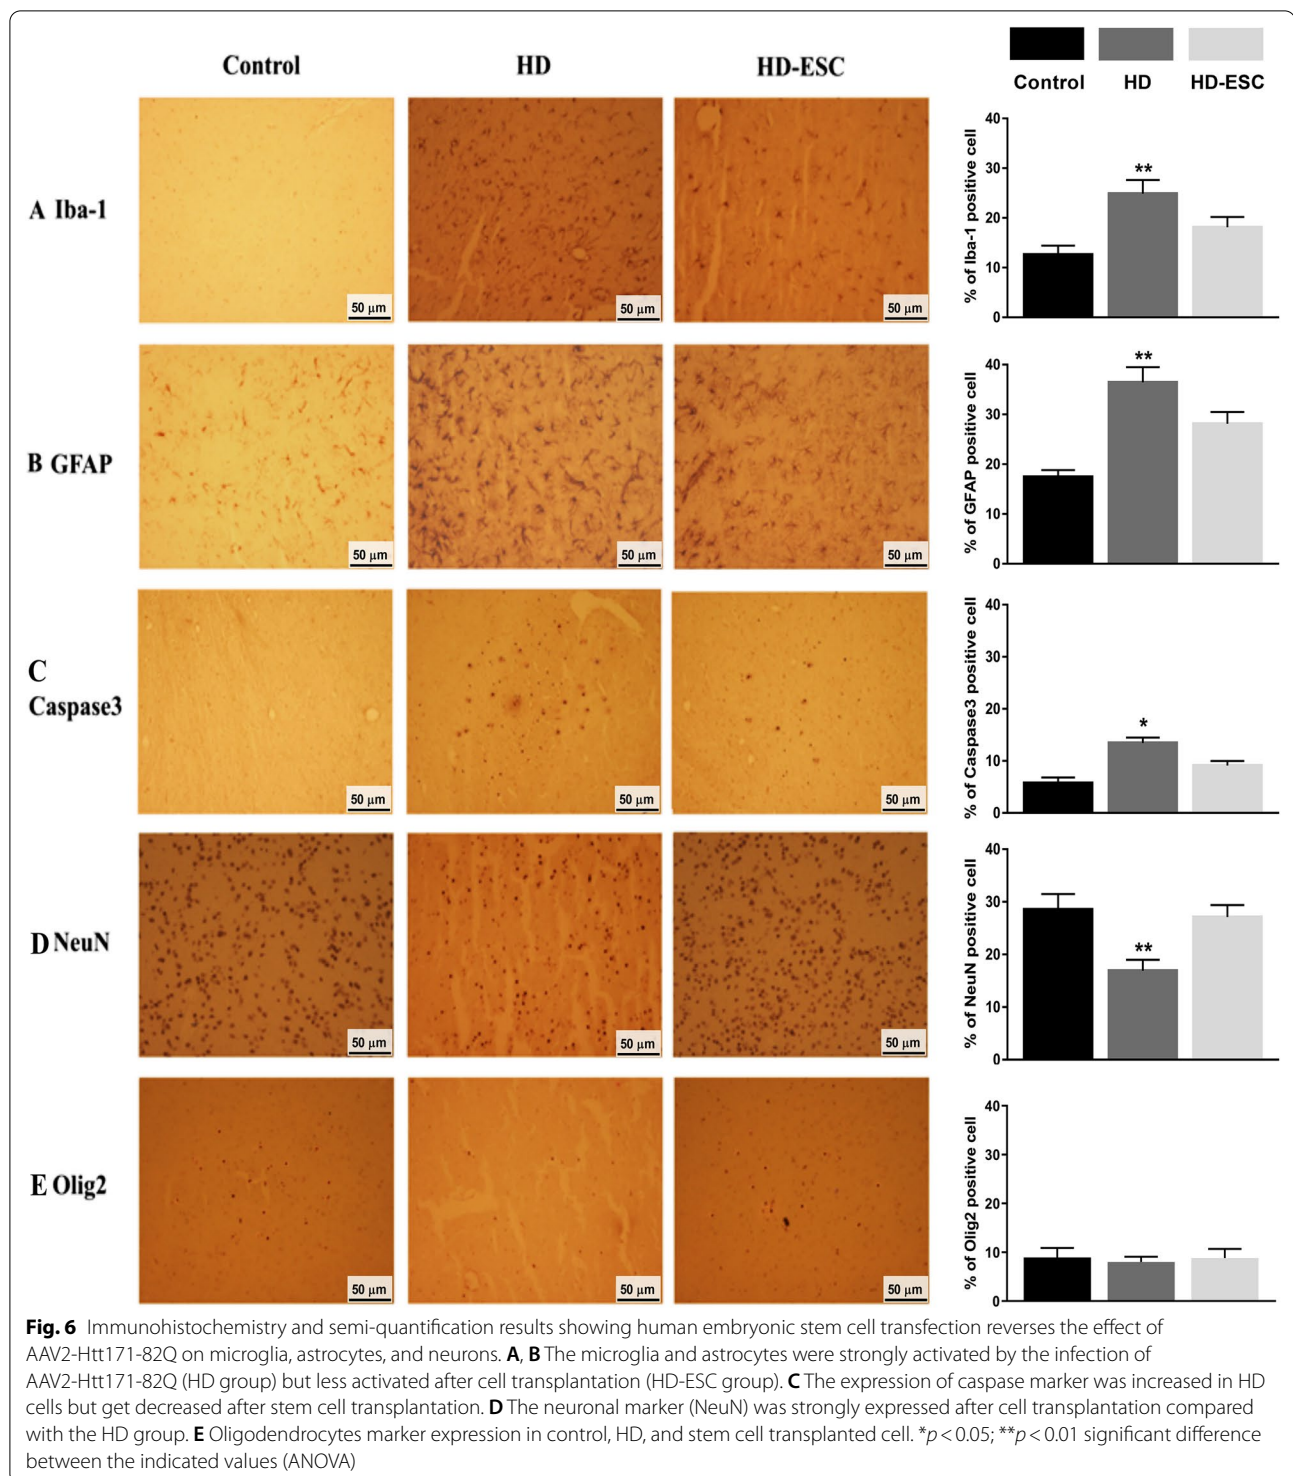 Control HD HD-ESC
Control HD HD-ESC
A Iba-1
50 µm 50 µm 50 µm
% of Iba-1 positive cell
40
30
20
10
0
**
B GFAP
50 µm 50 µm 50 µm
% of GFAP positive cell
40
30
20
10
0
**
C
Caspase3
50 µm 50 µm 50 µm
% of Caspase3 positive cell
40
30
20
10
0
*
D NeuN
50 µm 50 µm 50 µm
% of NeuN positive cell
40
30
20
10
0
**
E Olig2
50 µm 50 µm 50 µm
% of Olig2 positive cell
40
30
20
10
0
Fig. 6 Immunohistochemistry and semi-quantification results showing human embryonic stem cell transfection reverses the effect of
AAV2-Htt171-82Q on microglia, astrocytes, and neurons. A, B The microglia and astrocytes were strongly activated by the infection of
AAV2-Htt171-82Q (HD group) but less activated after cell transplantation (HD-ESC group). C The expression of caspase marker was increased in HD
cells but get decreased after stem cell transplantation. D The neuronal marker (NeuN) was strongly expressed after cell transplantation compared
with the HD group. E Oligodendrocytes marker expression in control, HD, and stem cell transplanted cell. *p < 0.05; **p < 0.01 significant difference
between the indicated values (ANOVA)